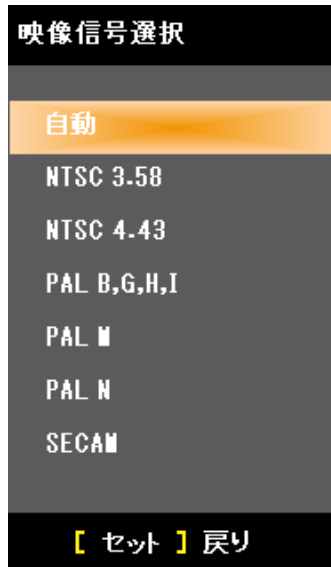 映像信号選択
自動
NTSC 3.58
NTSC 4.43
PAL B,G,H,I
PAL M
PAL N
SECAM
[ セット ] 戻り